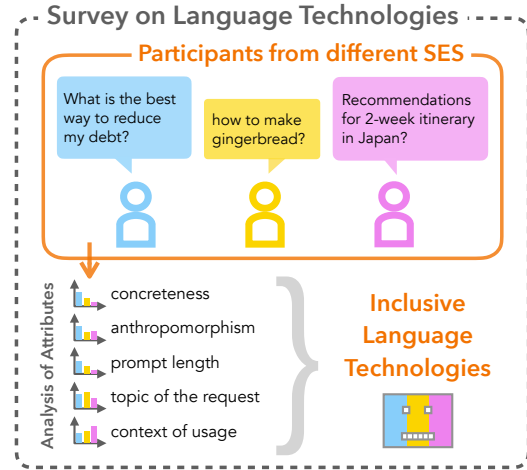 Survey on Language Technologies
Participants from different SES
What is the best
way to reduce
my debt?
how to make
gingerbread?
Recommendations
for 2-week itinerary
in Japan?
Analysis of Attributes
concreteness
anthropomorphism
prompt length
topic of the request
context of usage
Inclusive
Language
Technologies